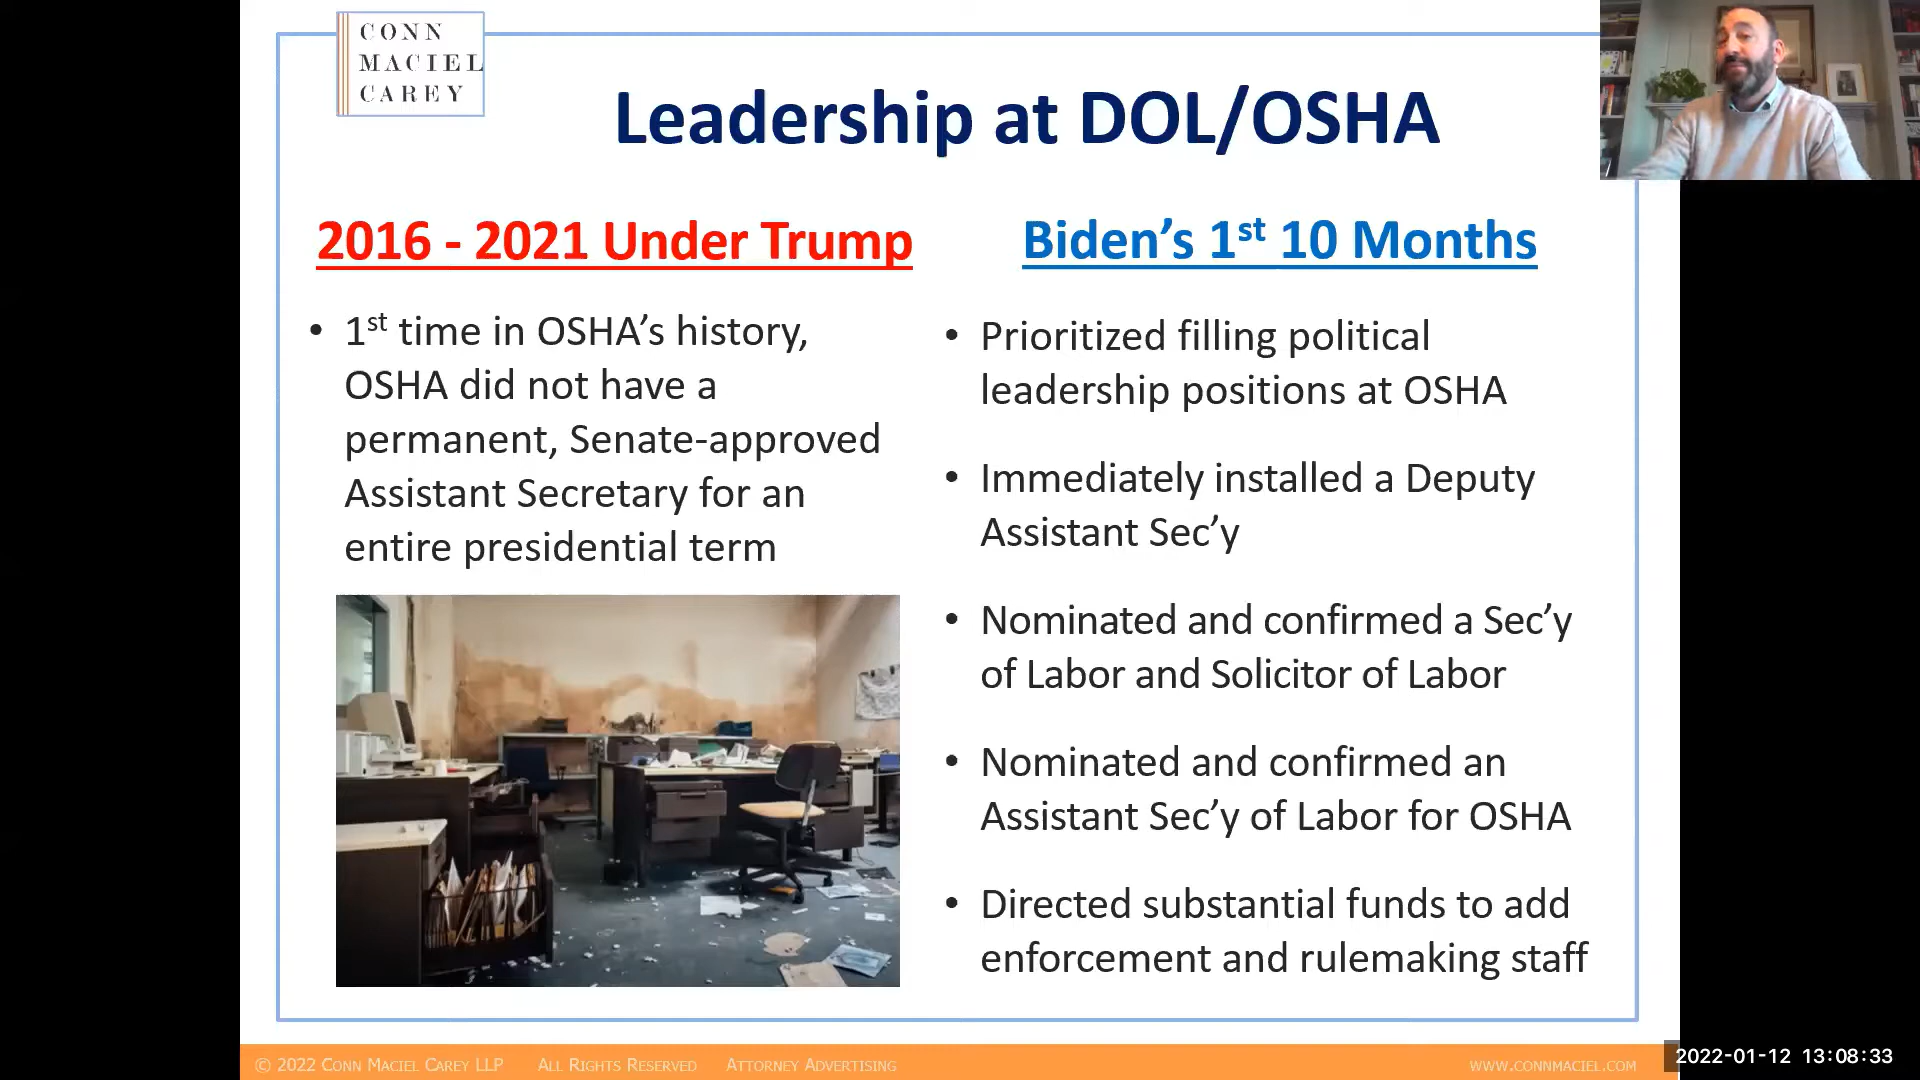 CONN
MACIEL
CAREY
Leadership at DOL/OSHA
2016 - 2021 Under Trump
• 1st time in OSHA’s history,
OSHA did not have a
permanent, Senate-approved
Assistant Secretary for an
entire presidential term
Biden’s 1st 10 Months
• Prioritized filling political
leadership positions at OSHA
• Immediately installed a Deputy
Assistant Sec’y
• Nominated and confirmed a Sec’y
of Labor and Solicitor of Labor
• Nominated and confirmed an
Assistant Sec’y of Labor for OSHA
• Directed substantial funds to add
enforcement and rulemaking staff
© 2022 CONN MACIEL CAREY LLP ALL RIGHTS RESERVED ATTORNEY ADVERTISING
WWW.CONNMACIEL.COM
2022-01-12 13:08:33